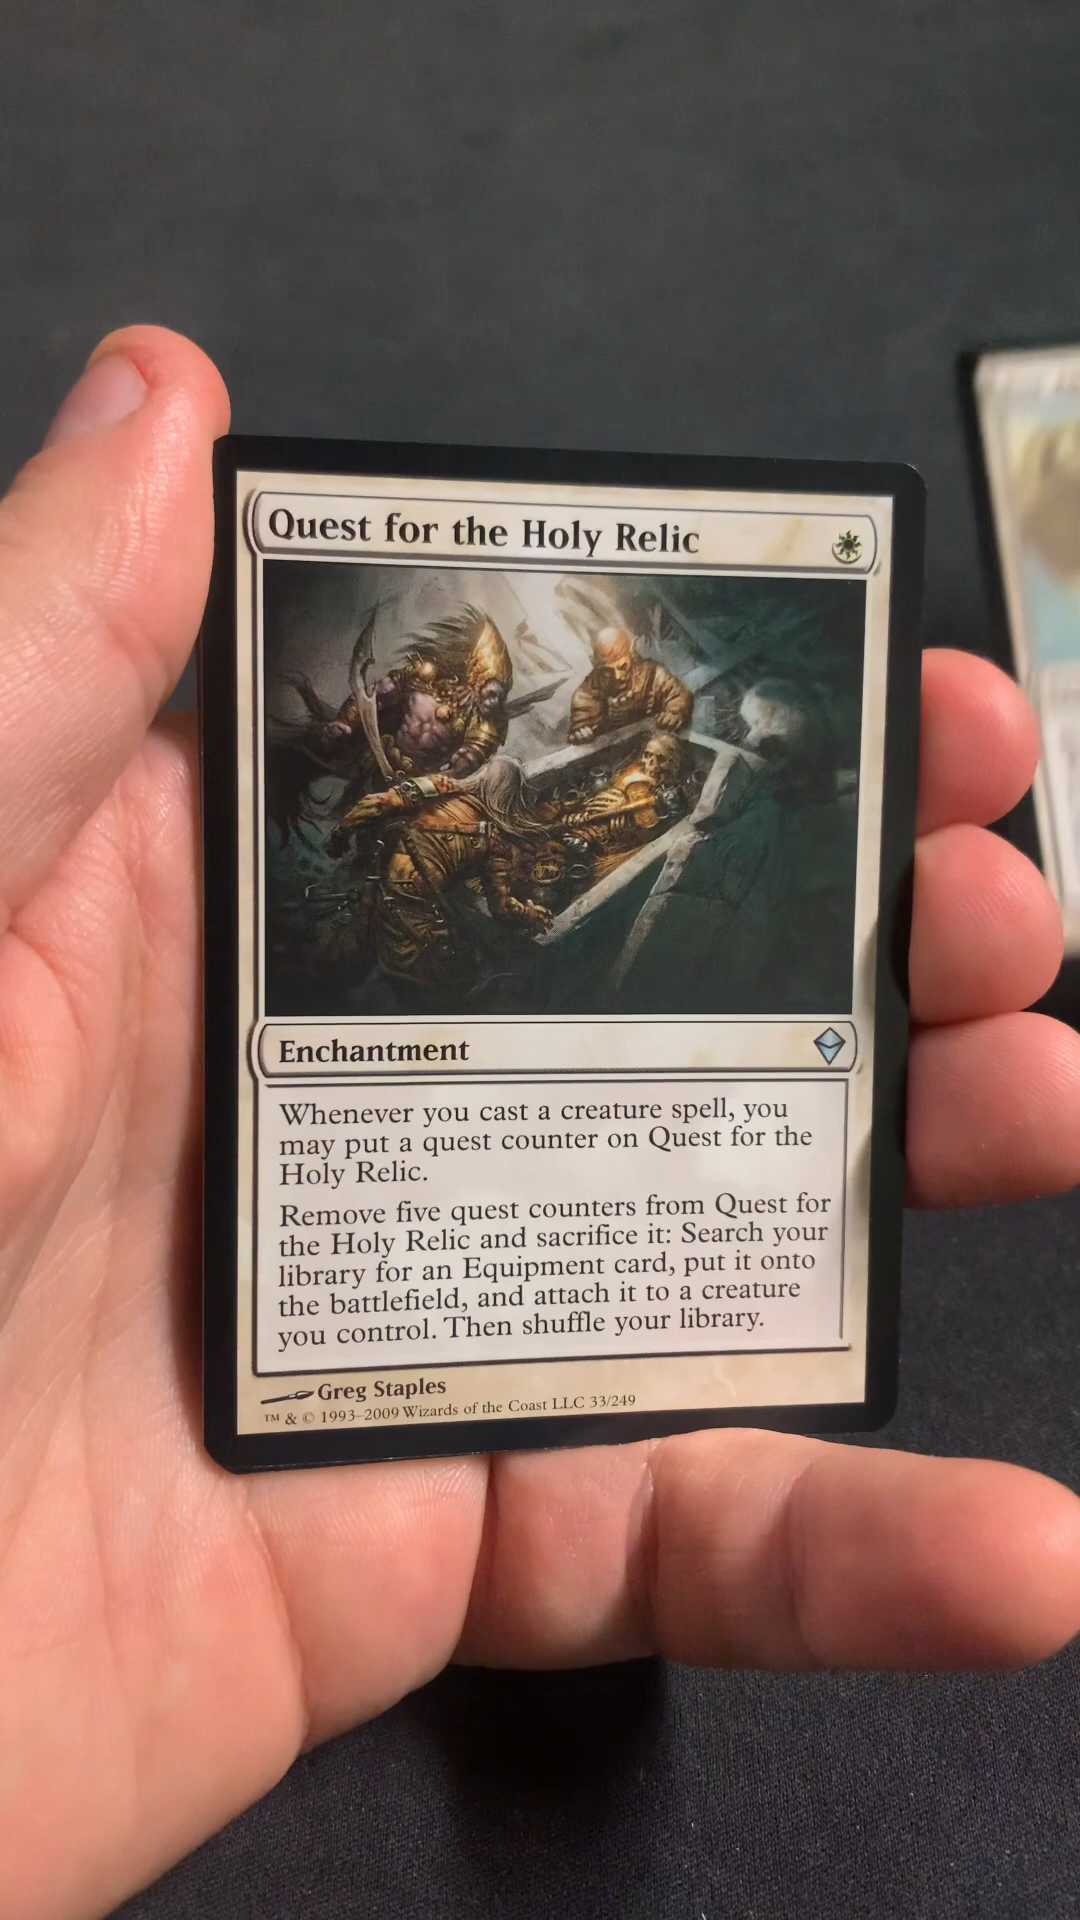 Quest for the Holy Relic
Enchantment
Whenever you cast a creature spell, you
may put a quest counter on Quest for the
Holy Relic.
Remove five quest counters from Quest for
the Holy Relic and sacrifice it: Search your
library for an Equipment card, put it onto
the battlefield, and attach it to a creature
you control. Then shuffle your library.
Greg Staples
™ & © 1993–2009 Wizards of the Coast LLC 33/249